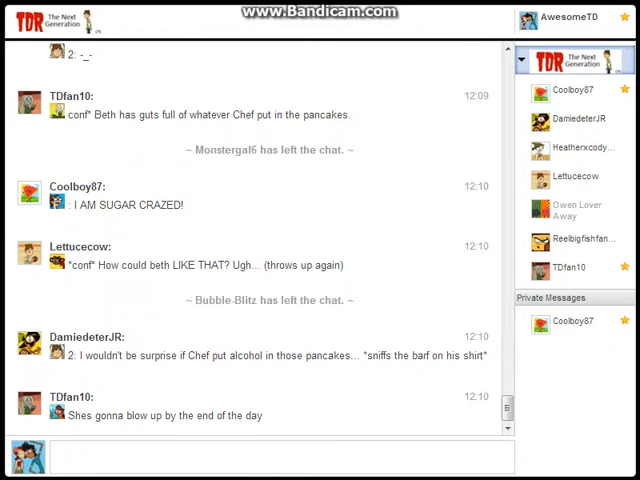 www.Bandicam.com
TDR The Next Generation
AwesomeTD
2: -_-
TDfan10: 12:09
conf* Beth has guts full of whatever Chef put in the pancakes.
~ Monstergal6 has left the chat. ~
Coolboy87: 12:10
: I AM SUGAR CRAZED!
Lettucecow: 12:10
*conf* How could beth LIKE THAT? Ugh... (throws up again)
~ Bubble-Blitz has left the chat. ~
DamiedeterJR: 12:10
2: I wouldn't be surprise if Chef put alcohol in those pancakes... *sniffs the barf on his shirt*
TDfan10: 12:10
Shes gonna blow up by the end of the day
TDR The Next Generation
Coolboy87
DamiedeterJR
Heatherxcody...
Lettucecow
Owen Lover
Away
Reelbigfishfan...
TDfan10
Private Messages
Coolboy87